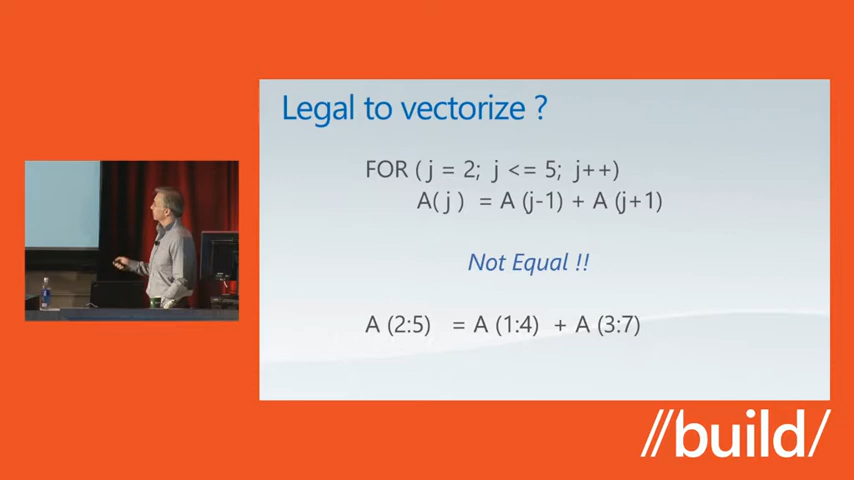 Legal to vectorize ?
FOR ( j = 2; j <= 5; j++)
A( j ) = A (j-1) + A (j+1)
Not Equal !!
A (2:5) = A (1:4) + A (3:7)
//build/